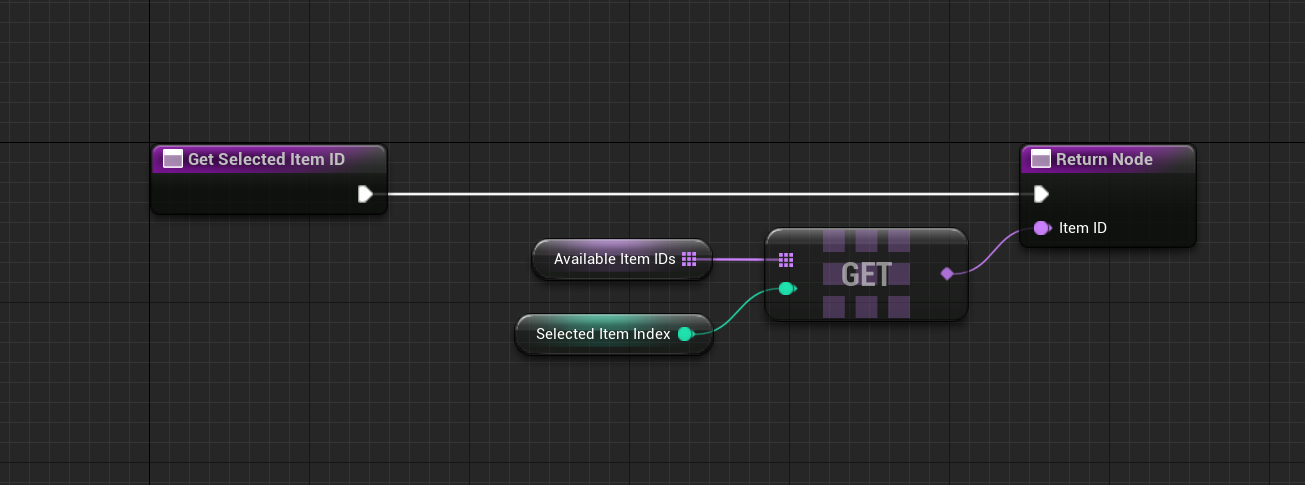 Get Selected Item ID
Return Node
Item ID
Available Item IDs
GET
Selected Item Index